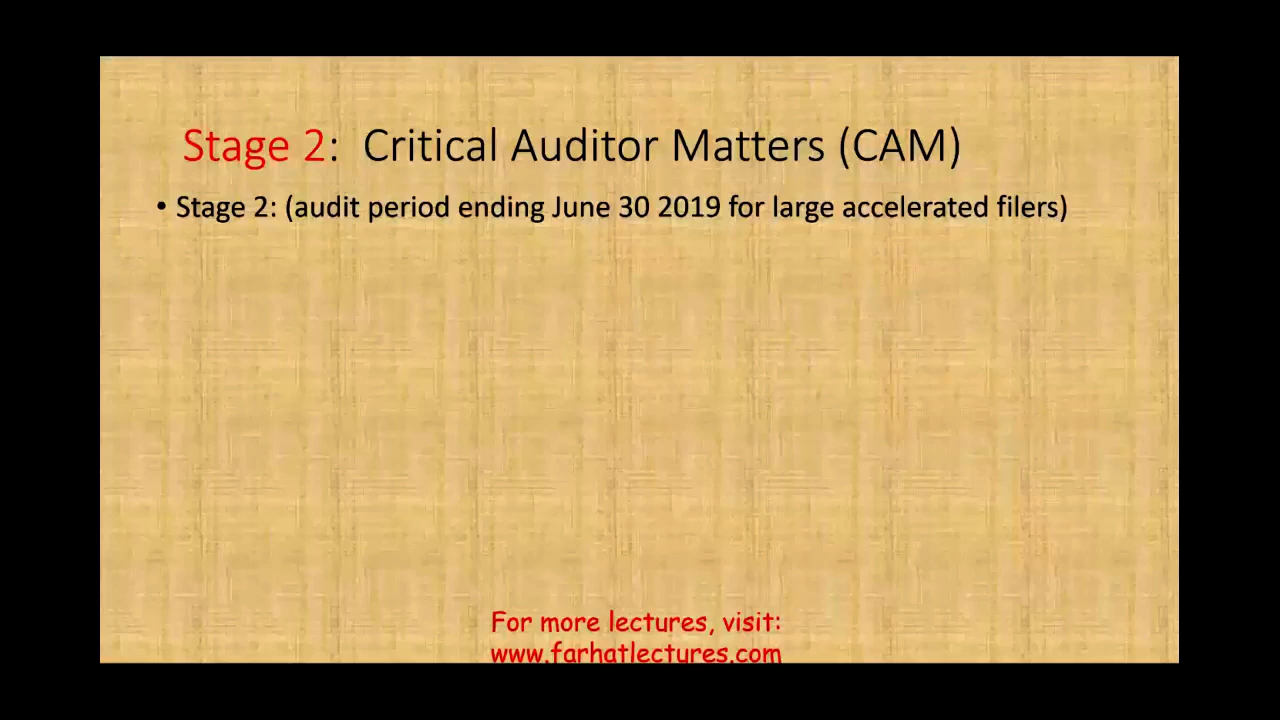 Stage 2: Critical Auditor Matters (CAM)
• Stage 2: (audit period ending June 30 2019 for large accelerated filers)
For more lectures, visit:
www.farhatlectures.com